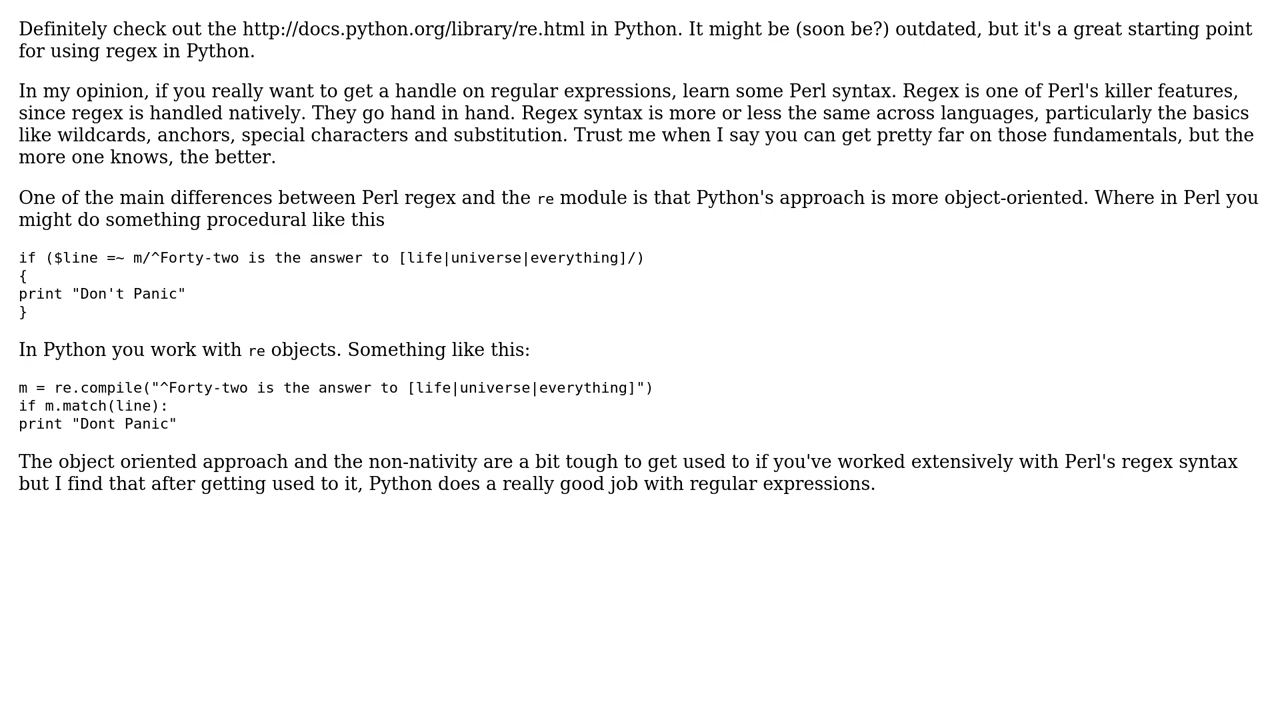 Definitely check out the http://docs.python.org/library/re.html in Python. It might be (soon be?) outdated, but it's a great starting point
for using regex in Python.
In my opinion, if you really want to get a handle on regular expressions, learn some Perl syntax. Regex is one of Perl's killer features,
since regex is handled natively. They go hand in hand. Regex syntax is more or less the same across languages, particularly the basics
like wildcards, anchors, special characters and substitution. Trust me when I say you can get pretty far on those fundamentals, but the
more one knows, the better.
One of the main differences between Perl regex and the re module is that Python's approach is more object-oriented. Where in Perl you
might do something procedural like this
if ($line =~ m/^Forty-two is the answer to [life|universe|everything]/)
{
print "Don't Panic"
}
In Python you work with re objects. Something like this:
m = re.compile("^Forty-two is the answer to [life|universe|everything]")
if m.match(line):
print "Dont Panic"
The object oriented approach and the non-nativity are a bit tough to get used to if you've worked extensively with Perl's regex syntax
but I find that after getting used to it, Python does a really good job with regular expressions.